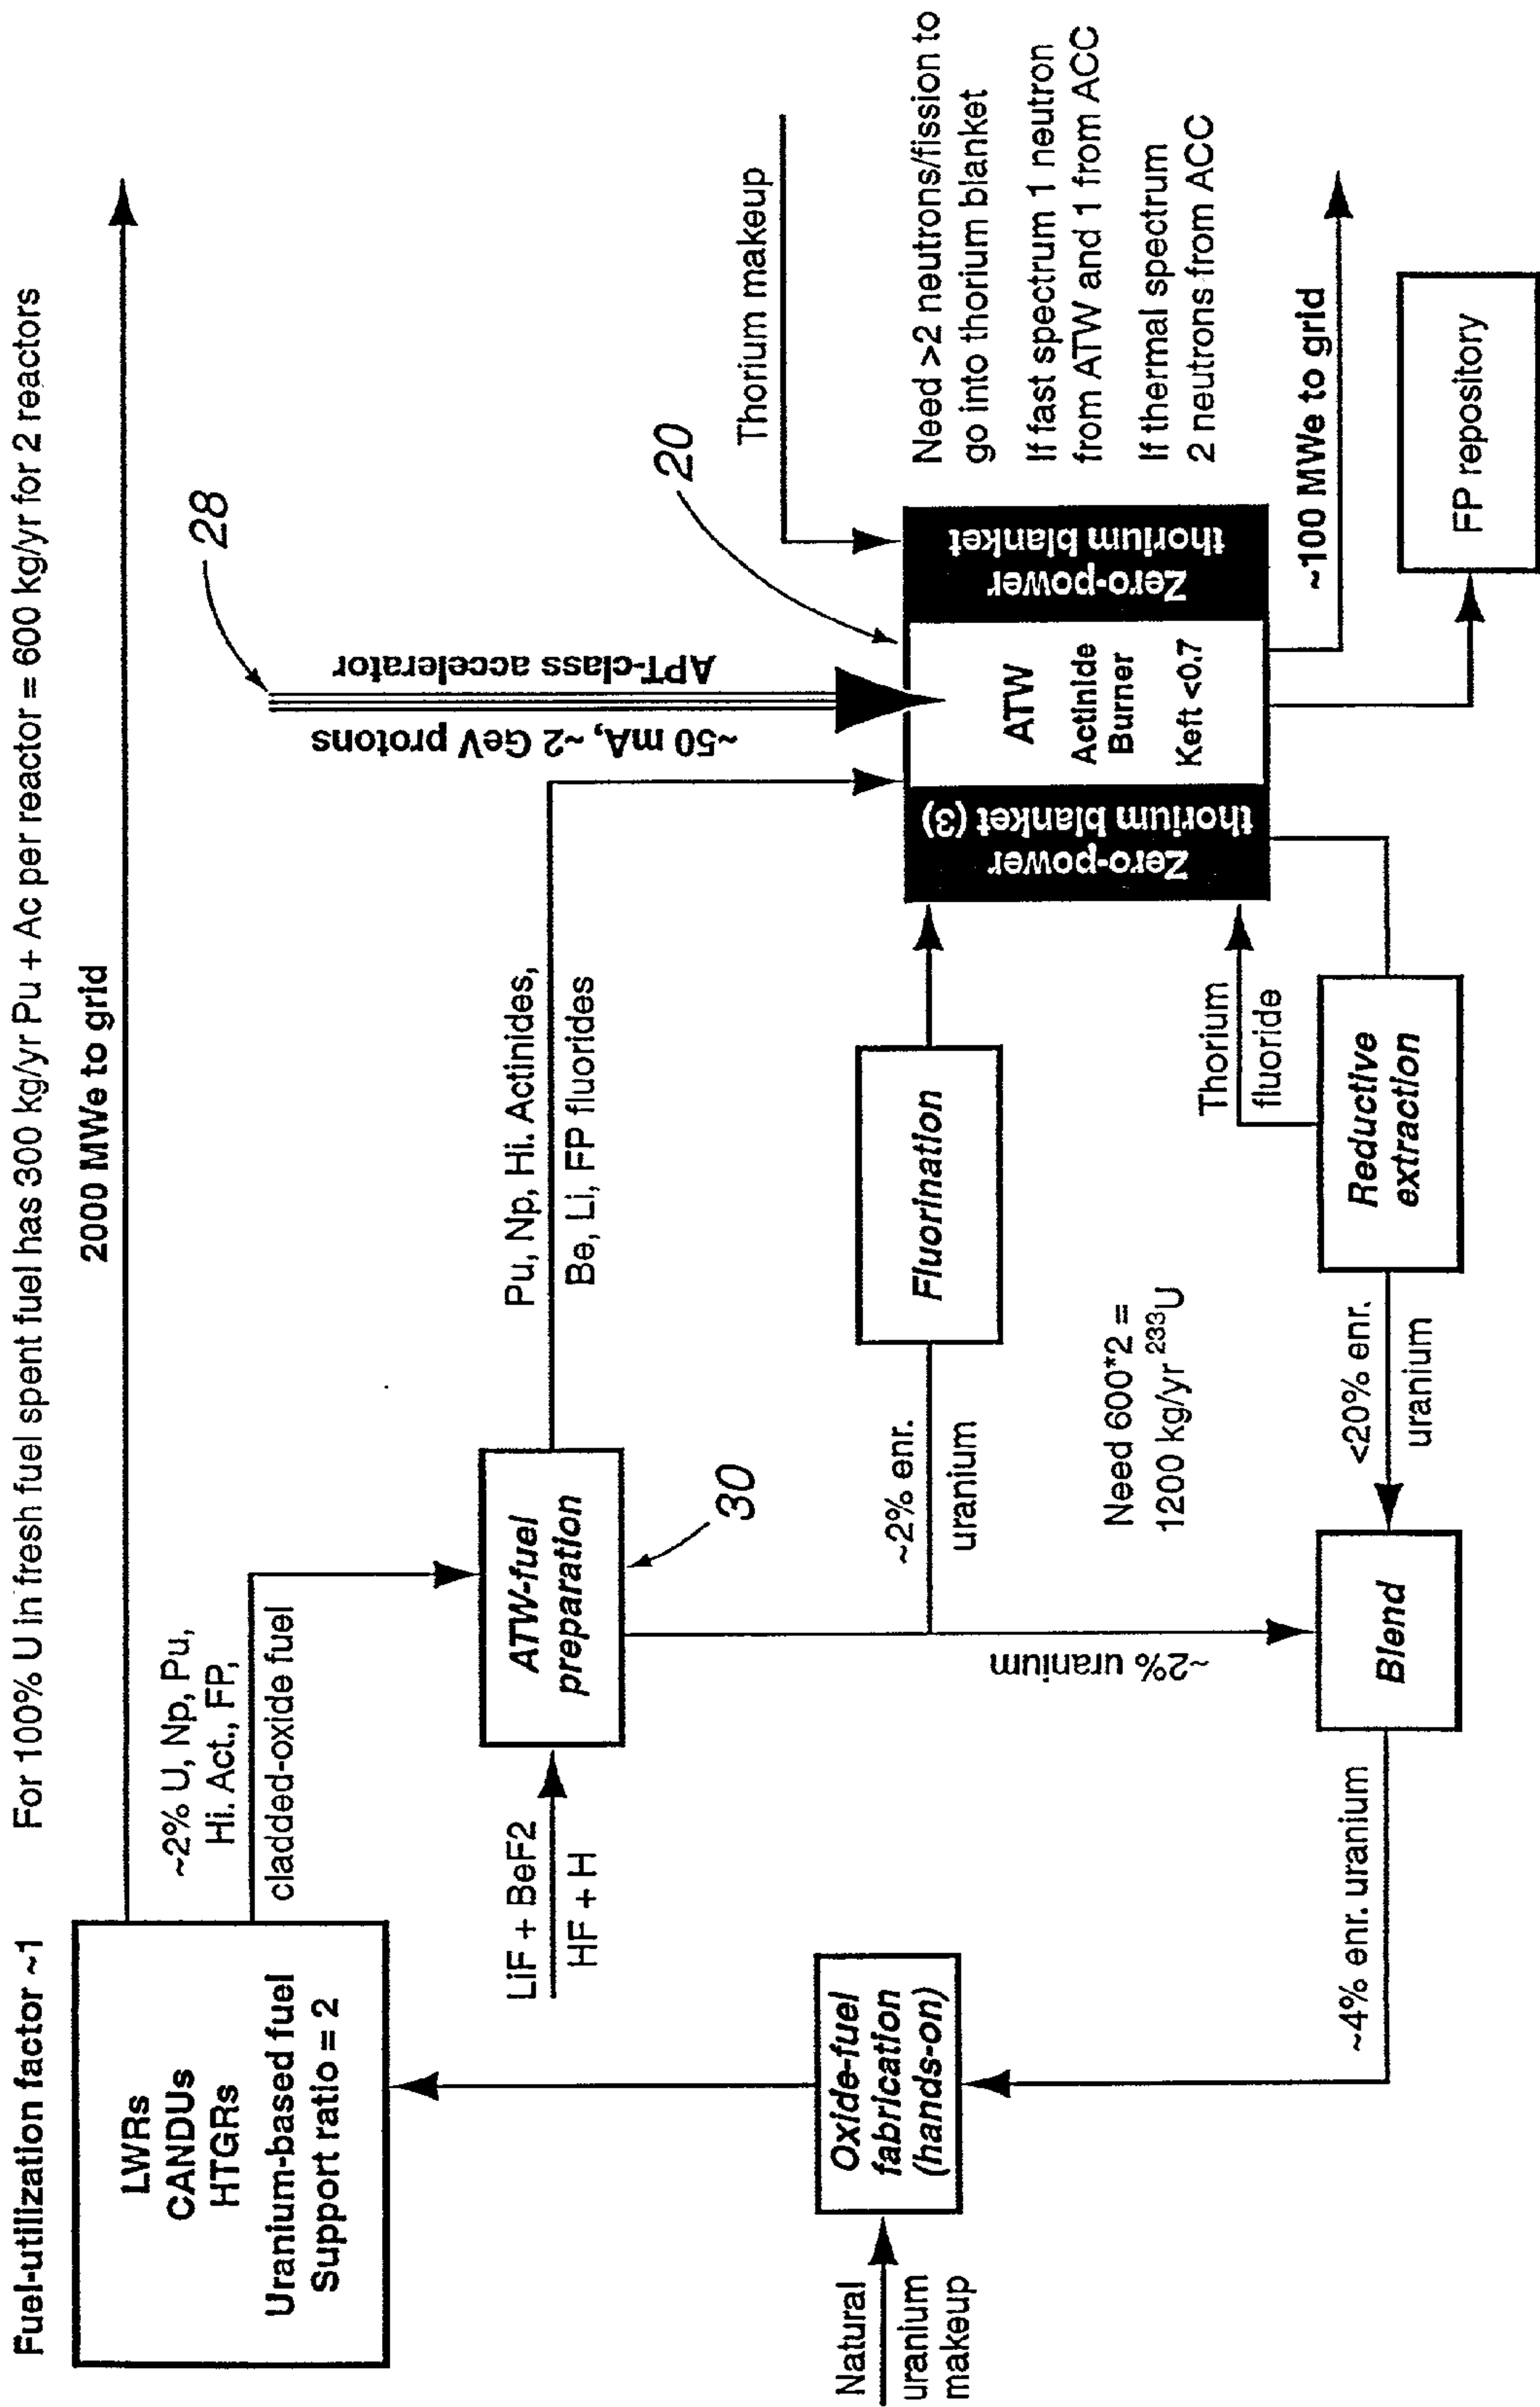 Fuel-utilization factor ~1
For 100% U in fresh fuel spent fuel has 300 kg/yr Pu + Ac per reactor = 600 kg/yr for 2 reactors
LWRs
CANDUs
HTGRs
Uranium-based fuel
Support ratio = 2
2000 MWe to grid
~2% U, Np, Pu,
Hi. Act., FP,
cladded-oxide fuel
28
~50 mA, ~2 GeV protons
APT-class accelerator
LiF + BeF2
HF + H
ATW-fuel
preparation
30
Pu, Np, Hi. Actinides,
Be, Li, FP fluorides
20
Thorium makeup
Natural
uranium
makeup
Oxide-fuel
fabrication
(hands-on)
~2% uranium
~2% enr.
uranium
Fluorination
Zero-power
thorium blanket (3)
ATW
Actinide
Burner
Keft <0.7
Zero-power
thorium blanket
Need >2 neutrons/fission to
go into thorium blanket
If fast spectrum 1 neutron
from ATW and 1 from ACC
If thermal spectrum
2 neutrons from ACC
Need 600*2 =
1200 kg/yr 233U
Thorium
fluoride
~100 MWe to grid
~4% enr. uranium
Blend
<20% enr.
uranium
Reductive
extraction
FP repository